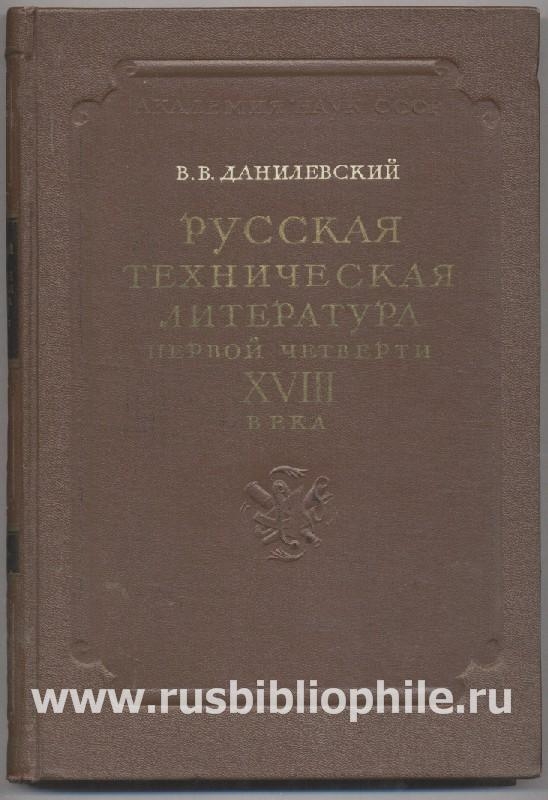 АКАДЕМИЯ НАУК СССР
В. В. ДАНИЛЕВСКИЙ
РУССКАЯ
ТЕХНИЧЕСКАЯ
ЛИТЕРАТУРА
ПЕРВОЙ ЧЕТВЕРТИ
XVIII
ВЕКА
www.rusbibliophile.ru